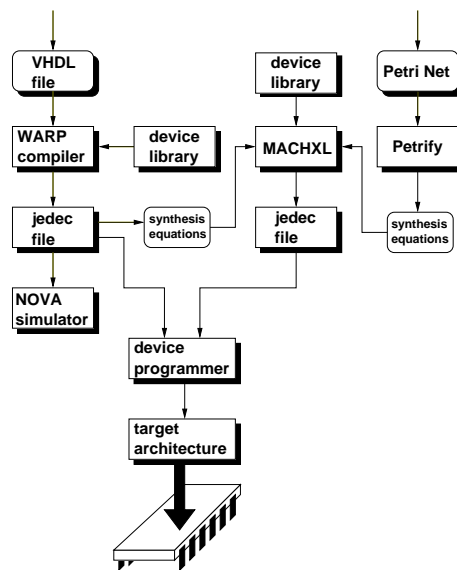 VHDL
file
device
library
Petri Net
WARP
compiler
device
library
MACHXL
Petrify
jedec
file
synthesis
equations
jedec
file
synthesis
equations
NOVA
simulator
device
programmer
target
architecture